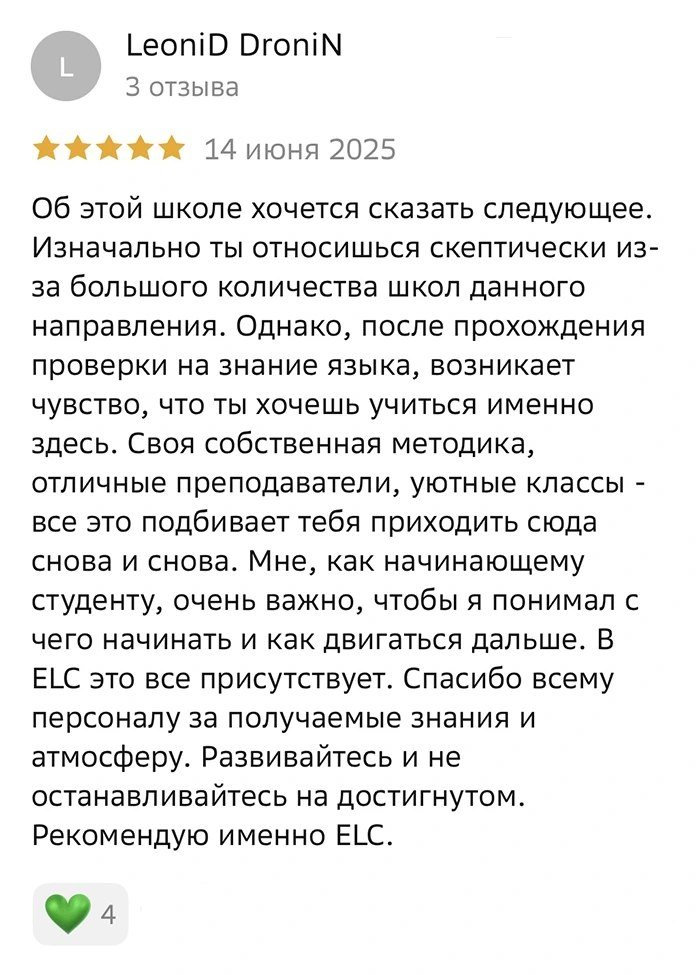 L
LeoniD DroniN
3 отзыва
14 июня 2025
Об этой школе хочется сказать следующее.
Изначально ты относишься скептически из-
за большого количества школ данного
направления. Однако, после прохождения
проверки на знание языка, возникает
чувство, что ты хочешь учиться именно
здесь. Своя собственная методика,
отличные преподаватели, уютные классы -
все это подбивает тебя приходить сюда
снова и снова. Мне, как начинающему
студенту, очень важно, чтобы я понимал с
чего начинать и как двигаться дальше. В
ELC это все присутствует. Спасибо всему
персоналу за получаемые знания и
атмосферу. Развивайтесь и не
останавливайтесь на достигнутом.
Рекомендую именно ELC.
4